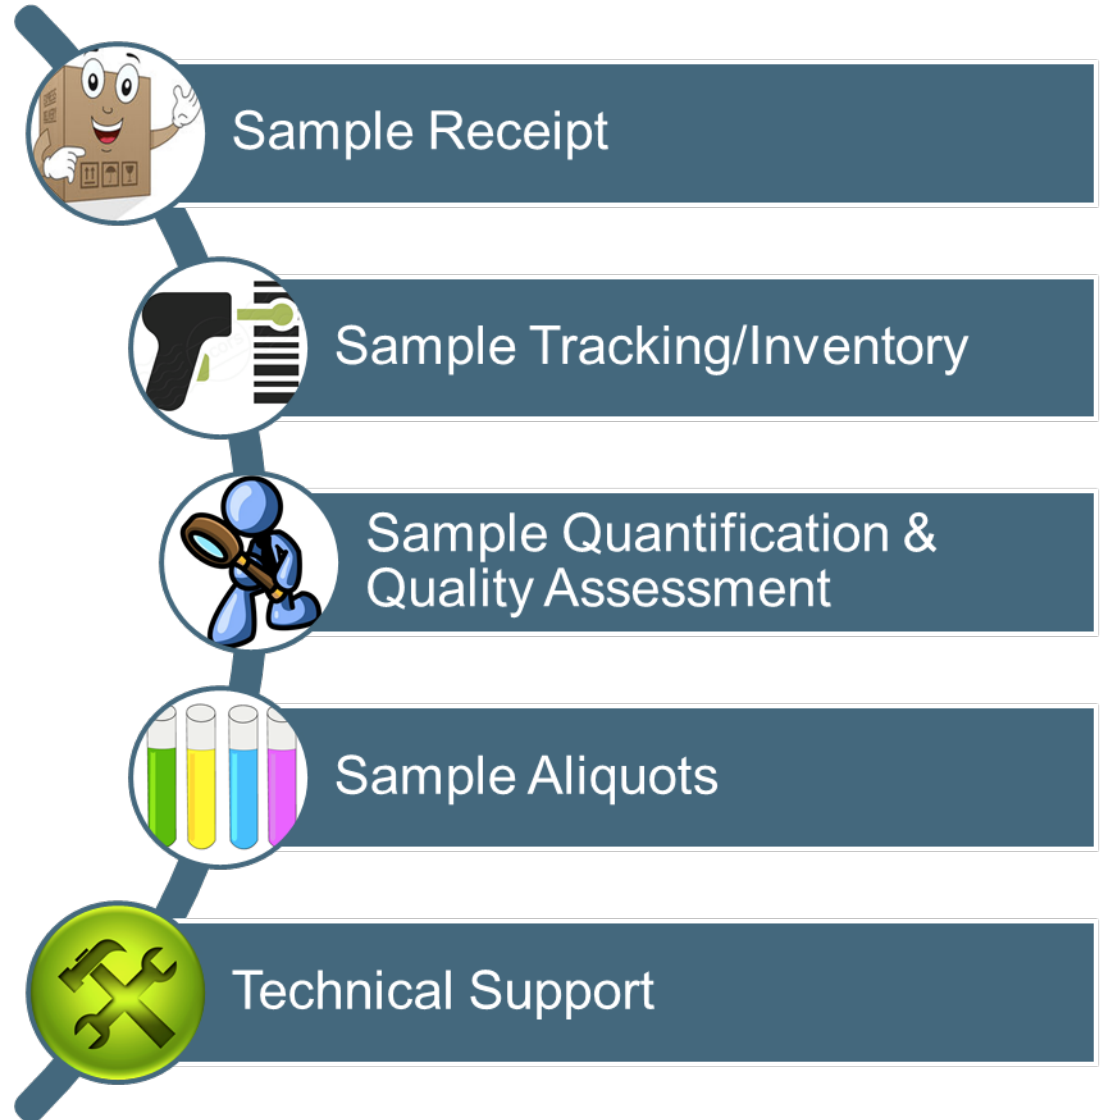 Sample Receipt
Sample Tracking/Inventory
Sample Quantification &
Quality Assessment
Sample Aliquots
Technical Support